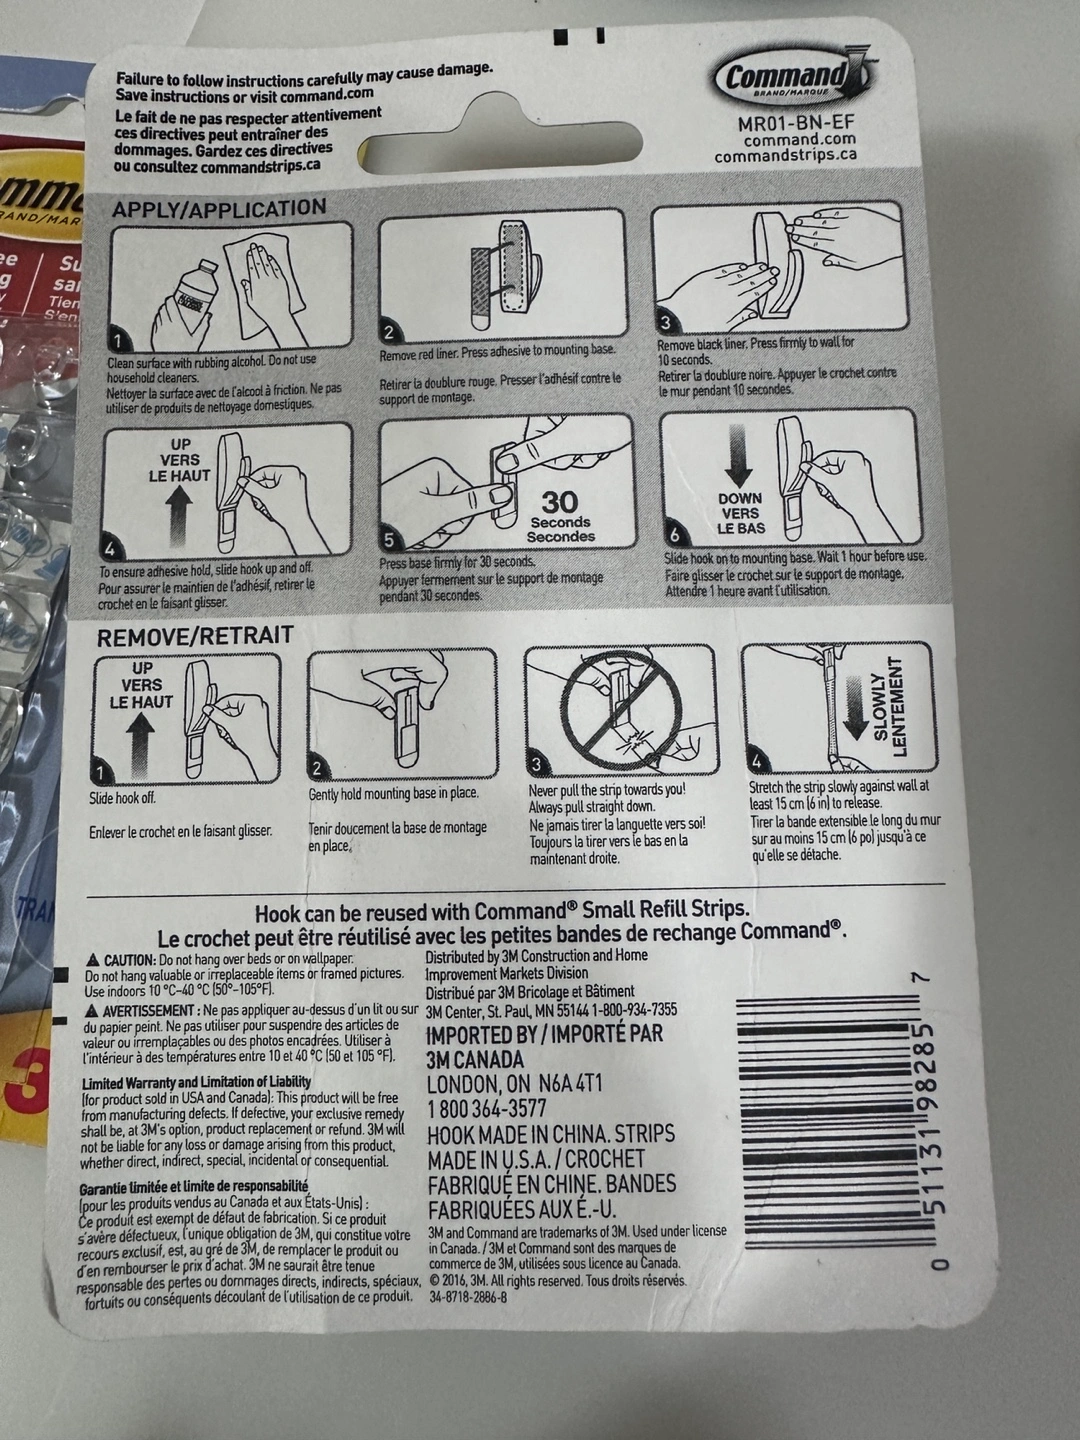 Failure to follow instructions carefully may cause damage.
Save instructions or visit command.com
Le fait de ne pas respecter attentivement
ces directives peut entraîner des
dommages. Gardez ces directives
ou consultez commandstrips.ca
Command
BRAND/MARQUE
MR01-BN-EF
command.com
commandstrips.ca
APPLY/APPLICATION
1
Clean surface with rubbing alcohol. Do not use
household cleaners.
Nettoyer la surface avec de l'alcool à friction. Ne pas
utiliser de produits de nettoyage domestiques.
2
Remove red liner. Press adhesive to mounting base.
Retirer la doublure rouge. Presser l'adhésif contre le
support de montage.
3
Remove black liner. Press firmly to wall for
10 seconds.
Retirer la doublure noire. Appuyer le crochet contre
le mur pendant 10 secondes.
UP
VERS
LE HAUT
4
To ensure adhesive hold, slide hook up and off.
Pour assurer le maintien de l'adhésif, retirer le
crochet en le faisant glisser.
30
Seconds
Secondes
5
Press base firmly for 30 seconds.
Appuyer fermement sur le support de montage
pendant 30 secondes.
DOWN
VERS
LE BAS
6
Slide hook on to mounting base. Wait 1 hour before use.
Faire glisser le crochet sur le support de montage.
Attendre 1 heure avant l'utilisation.
REMOVE/RETRAIT
UP
VERS
LE HAUT
1
Slide hook off.
Enlever le crochet en le faisant glisser.
2
Gently hold mounting base in place.
Tenir doucement la base de montage
en place.
3
Never pull the strip towards you!
Always pull straight down.
Ne jamais tirer la languette vers soi!
Toujours la tirer vers le bas en la
maintenant droite.
SLOWLY
LENTEMENT
4
Stretch the strip slowly against wall at
least 15 cm (6 in) to release.
Tirer la bande extensible le long du mur
sur au moins 15 cm (6 po) jusqu'à ce
qu'elle se détache.
Hook can be reused with Command® Small Refill Strips.
Le crochet peut être réutilisé avec les petites bandes de rechange Command®.
CAUTION: Do not hang over beds or on wallpaper.
Do not hang valuable or irreplaceable items or framed pictures.
Use indoors 10 °C–40 °C (50°–105°F).
AVERTISSEMENT : Ne pas appliquer au-dessus d'un lit ou sur
du papier peint. Ne pas utiliser pour suspendre des articles de
valeur ou irremplaçables ou des photos encadrées. Utiliser à
l'intérieur à des températures entre 10 et 40 °C (50 et 105 °F).
Limited Warranty and Limitation of Liability
(for product sold in USA and Canada): This product will be free
from manufacturing defects. If defective, your exclusive remedy
shall be, at 3M's option, product replacement or refund. 3M will
not be liable for any loss or damage arising from this product,
whether direct, indirect, special, incidental or consequential.
Garantie limitée et limite de responsabilité
(pour les produits vendus au Canada et aux États-Unis) :
Ce produit est exempt de défaut de fabrication. Si ce produit
s'avère défectueux, l'unique obligation de 3M, qui constitue votre
recours exclusif, est, au gré de 3M, de remplacer le produit ou
d'en rembourser le prix d'achat. 3M ne saurait être tenue
responsable des pertes ou dommages directs, indirects, spéciaux,
fortuits ou conséquents découlant de l'utilisation de ce produit.
Distributed by 3M Construction and Home
Improvement Markets Division
Distribué par 3M Bricolage et Bâtiment
3M Center, St. Paul, MN 55144 1-800-934-7355
IMPORTED BY / IMPORTÉ PAR
3M CANADA
LONDON, ON N6A 4T1
1 800 364-3577
HOOK MADE IN CHINA. STRIPS
MADE IN U.S.A. / CROCHET
FABRIQUÉ EN CHINE. BANDES
FABRIQUÉES AUX É.-U.
3M and Command are trademarks of 3M. Used under license
in Canada. / 3M et Command sont des marques de
commerce de 3M, utilisées sous licence au Canada.
© 2016, 3M. All rights reserved. Tous droits réservés.
34-8718-2886-8
0 51131 98285 7